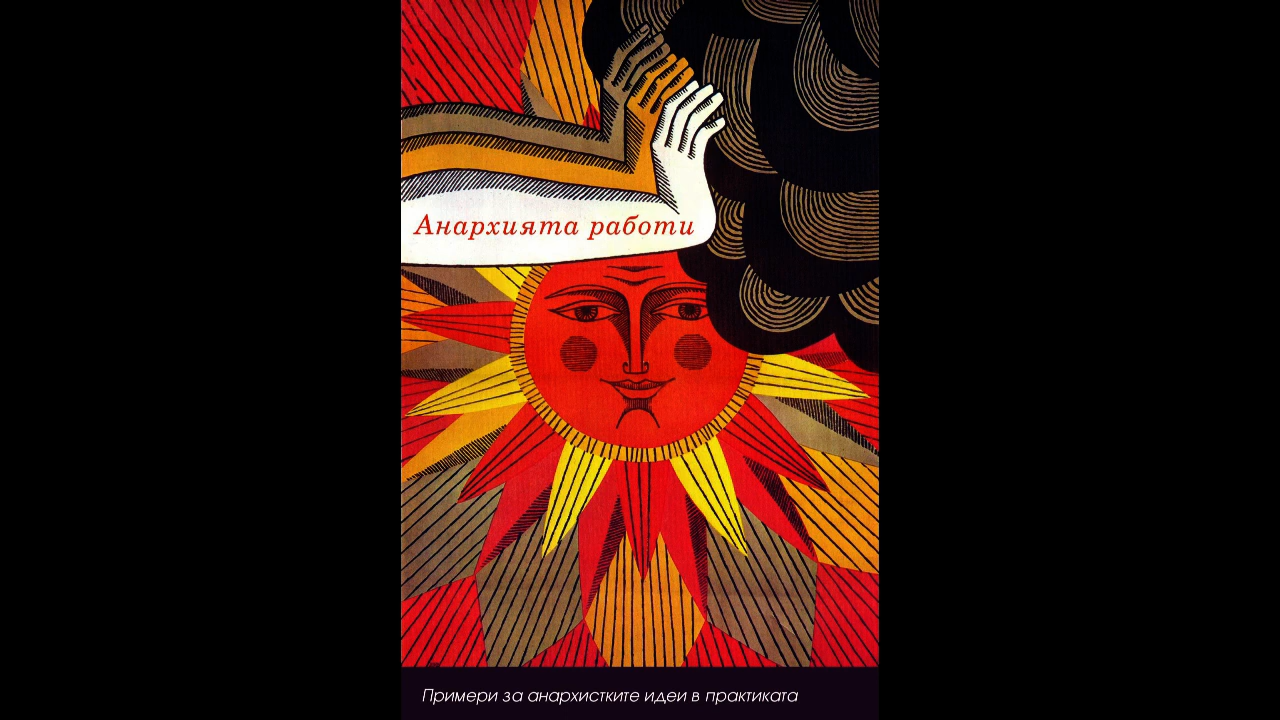 Анархията работи
Примери за анархистките идеи в практиката